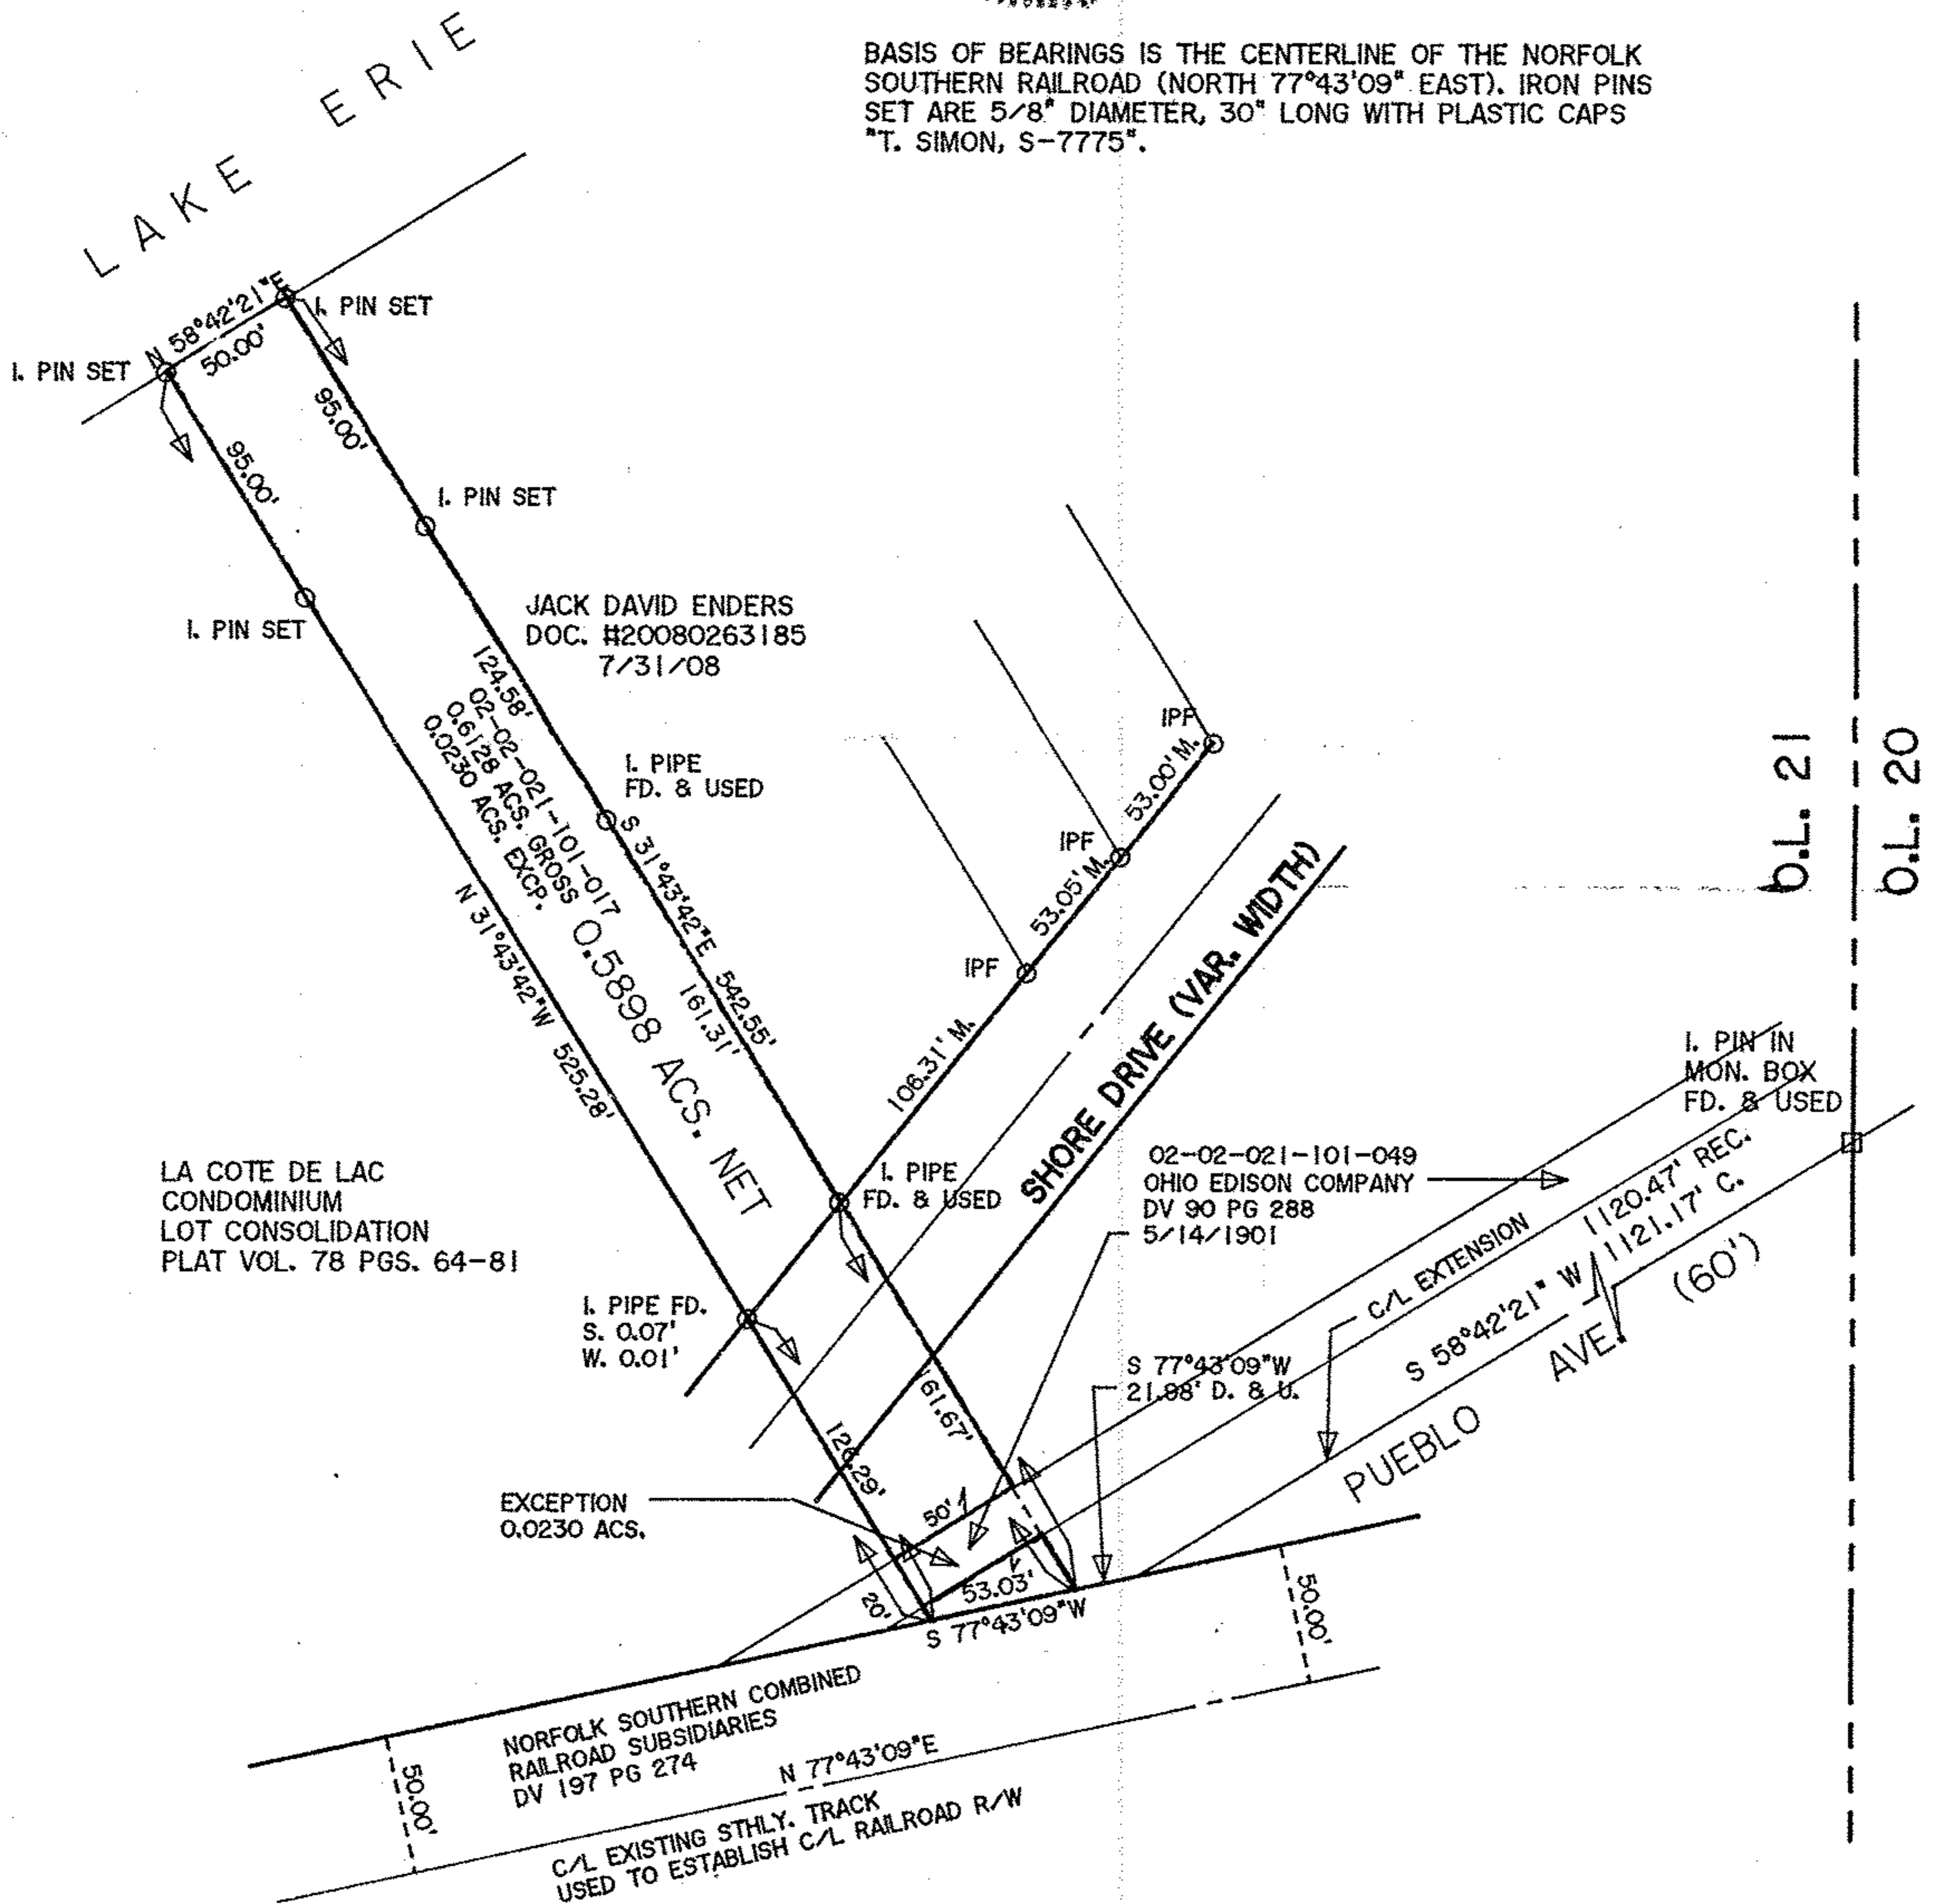 BASIS OF BEARINGS IS THE CENTERLINE OF THE NORFOLK
SOUTHERN RAILROAD (NORTH 77°43'09" EAST). IRON PINS
SET ARE 5/8" DIAMETER, 30" LONG WITH PLASTIC CAPS
"T. SIMON, S-7775".
LAKE ERIE
N 58°42'21"E
50.00'
I. PIN SET
I. PIN SET
95.00'
95.00'
I. PIN SET
I. PIN SET
JACK DAVID ENDERS
DOC. #20080263185
7/31/08
124.58'
02-02-021-101-017
0.6128 ACS. GROSS
0.0230 ACS. EXCP.
0.5898 ACS. NET
I. PIPE
FD. & USED
S 31°43'42"E 542.55'
161.31'
N 31°43'42"W 525.28'
IPF
53.00' M.
IPF
53.05' M.
IPF
106.31' M.
SHORE DRIVE (VAR. WIDTH)
O.L. 21
O.L. 20
I. PIN IN
MON. BOX
FD. & USED
LA COTE DE LAC
CONDOMINIUM
LOT CONSOLIDATION
PLAT VOL. 78 PGS. 64-81
I. PIPE
FD. & USED
02-02-021-101-049
OHIO EDISON COMPANY
DV 90 PG 288
5/14/1901
C/L EXTENSION
1120.47' REC.
S 58°42'21" W 1121.17' C.
PUEBLO AVE. (60')
I. PIPE FD.
S. 0.07'
W. 0.01'
S 77°43'09"W
21.98' D. & U.
161.67'
126.29'
EXCEPTION
0.0230 ACS.
50'
20'
53.03'
S 77°43'09"W
50.00'
50.00'
NORFOLK SOUTHERN COMBINED
RAILROAD SUBSIDIARIES
DV 197 PG 274
N 77°43'09"E
C/L EXISTING STHLY. TRACK
USED TO ESTABLISH C/L RAILROAD R/W